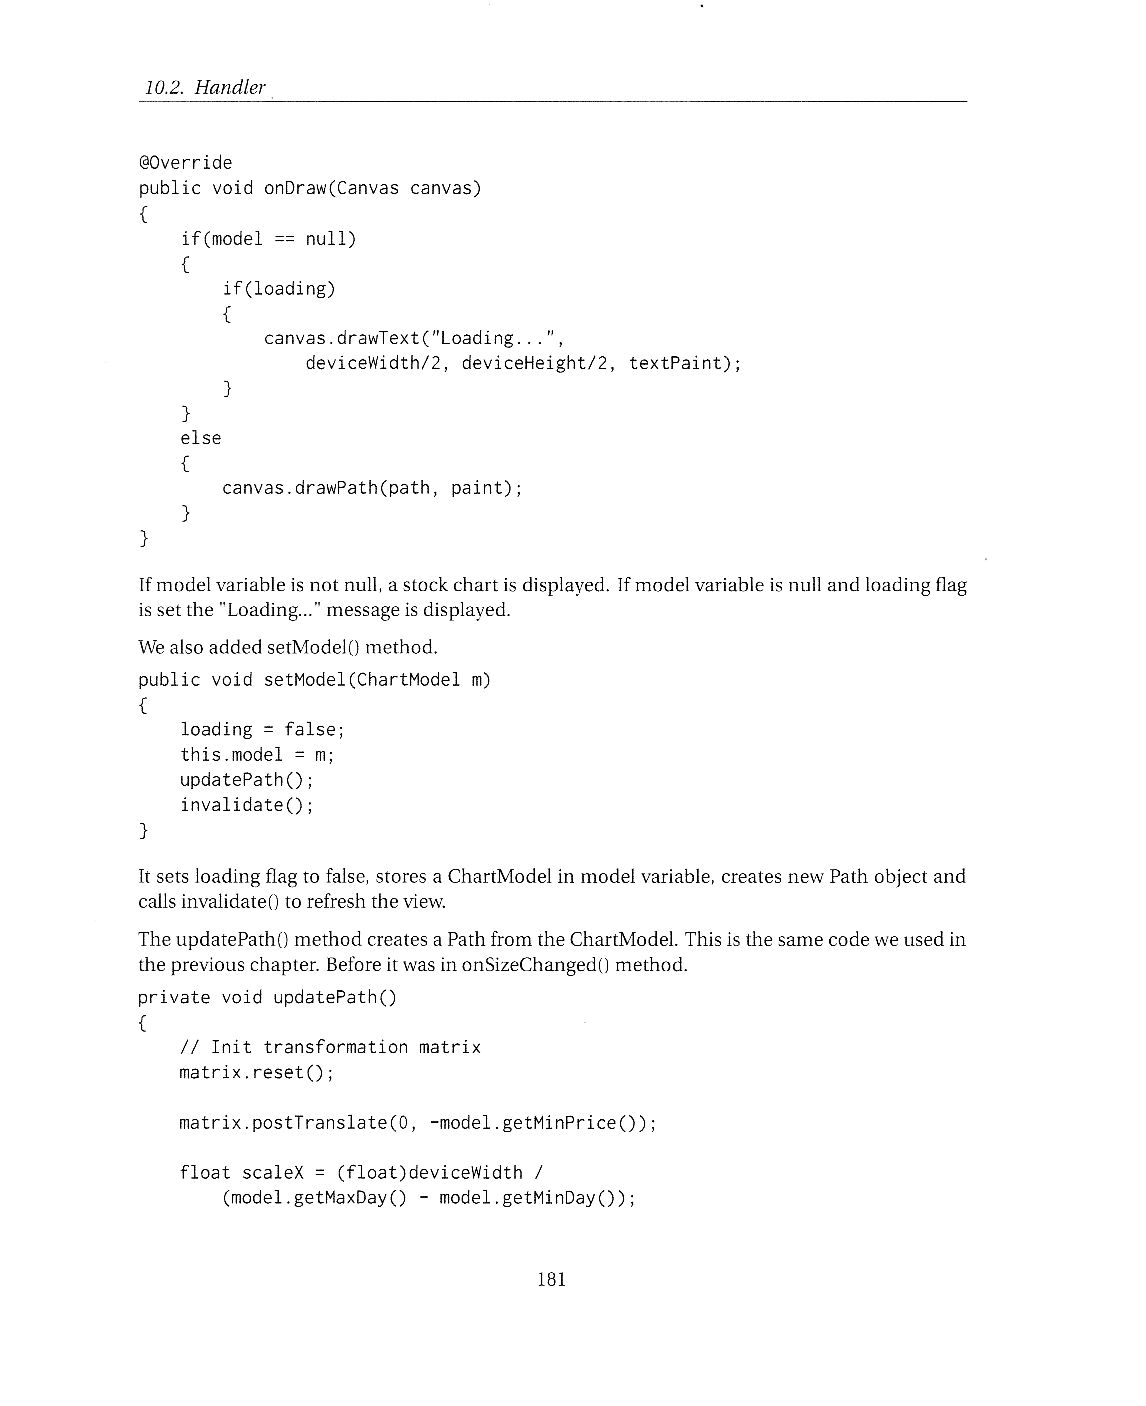 10.2. Handler
@Override
public void onDraw(Canvas canvas)
{
    if(model == null)
    {
        if(loading)
        {
            canvas.drawText("Loading...",
                deviceWidth/2, deviceHeight/2, textPaint);
        }
    }
    else
    {
        canvas.drawPath(path, paint);
    }
}
If model variable is not null, a stock chart is displayed. If model variable is null and loading flag
is set the "Loading..." message is displayed.
We also added setModel() method.
public void setModel(ChartModel m)
{
    loading = false;
    this.model = m;
    updatePath();
    invalidate();
}
It sets loading flag to false, stores a ChartModel in model variable, creates new Path object and
calls invalidate() to refresh the view.
The updatePath() method creates a Path from the ChartModel. This is the same code we used in
the previous chapter. Before it was in onSizeChanged() method.
private void updatePath()
{
    // Init transformation matrix
    matrix.reset();
    matrix.postTranslate(0, -model.getMinPrice());
    float scaleX = (float)deviceWidth /
        (model.getMaxDay() - model.getMinDay());
181